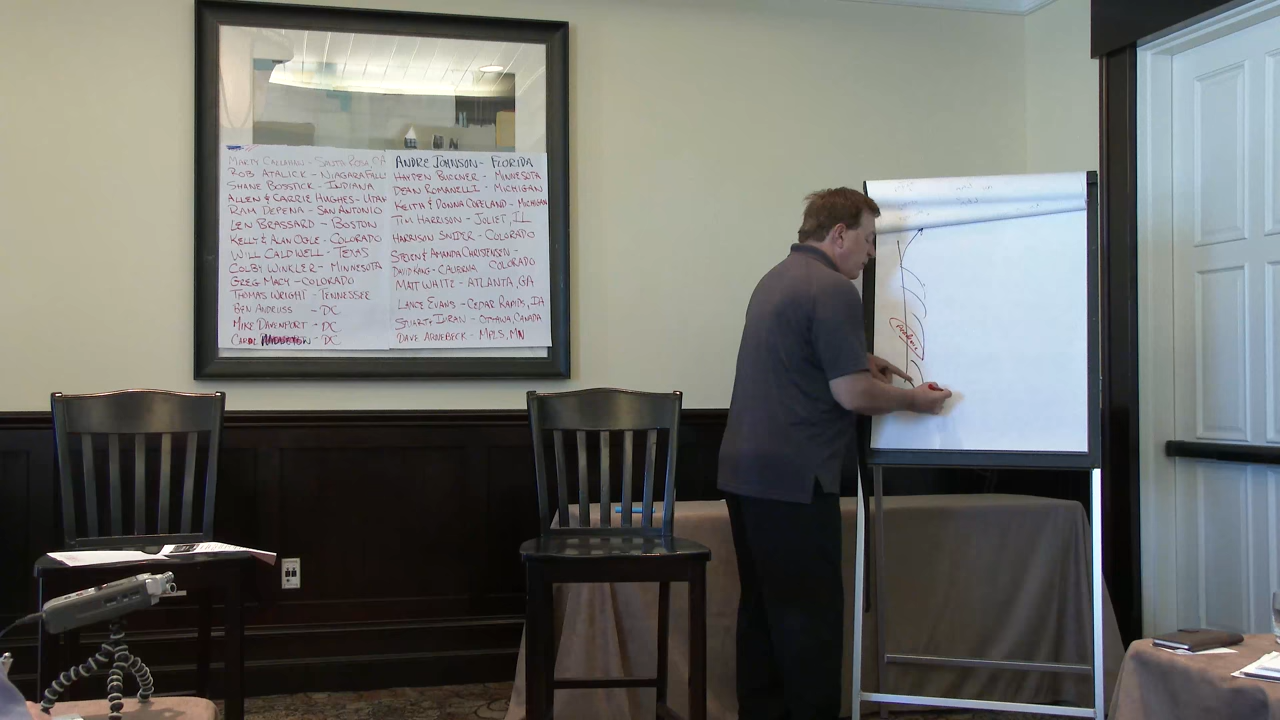 MARTY CALLAHAN - SANTA ROSA, CA
ROB ATALICK - NIAGARA FALLS
SHANE BOSSTICK - INDIANA
ALLEN & CARRIE HUGHES - UTAH
RAM DEPENA - SAN ANTONIO
LEN BRASSARD - BOSTON
KELLY & ALAN OGLE - COLORADO
WILL CALDWELL - TEXAS
COLBY WINKLER - MINNESOTA
GREG MACY - COLORADO
THOMAS WRIGHT - TENNESSEE
BEN ANDRUSS - DC
MIKE DAVENPORT - DC
CAROL - DC
ANDRE JOHNSON - FLORIDA
HAYDEN BUCKNER - MINNESOTA
DEAN ROMANELLI - MICHIGAN
KEITH & DONNA COPELAND - MICHIGAN
TIM HARRISON - JOLIET, IL
HARRISON SNIPER - COLORADO
STEVEN & AMANDA CHRISTENSEN -
COLORADO
DAVID KANG -
MATT WHITE - ATLANTA, GA
LANCE EVANS - CEDAR RAPIDS, IA
STUART - OTTAWA, CANADA
DAVE ARNEBECK - MPLS, MN